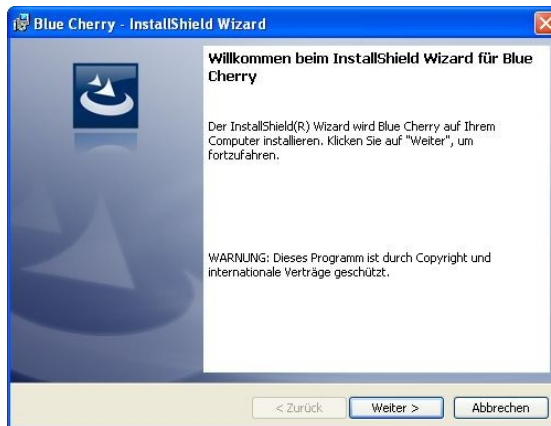 Blue Cherry - InstallShield Wizard
Willkommen beim InstallShield Wizard für Blue
Cherry
Der InstallShield(R) Wizard wird Blue Cherry auf Ihrem
Computer installieren. Klicken Sie auf "Weiter", um
fortzufahren.
WARNUNG: Dieses Programm ist durch Copyright und
internationale Verträge geschützt.
< Zurück
Weiter >
Abbrechen